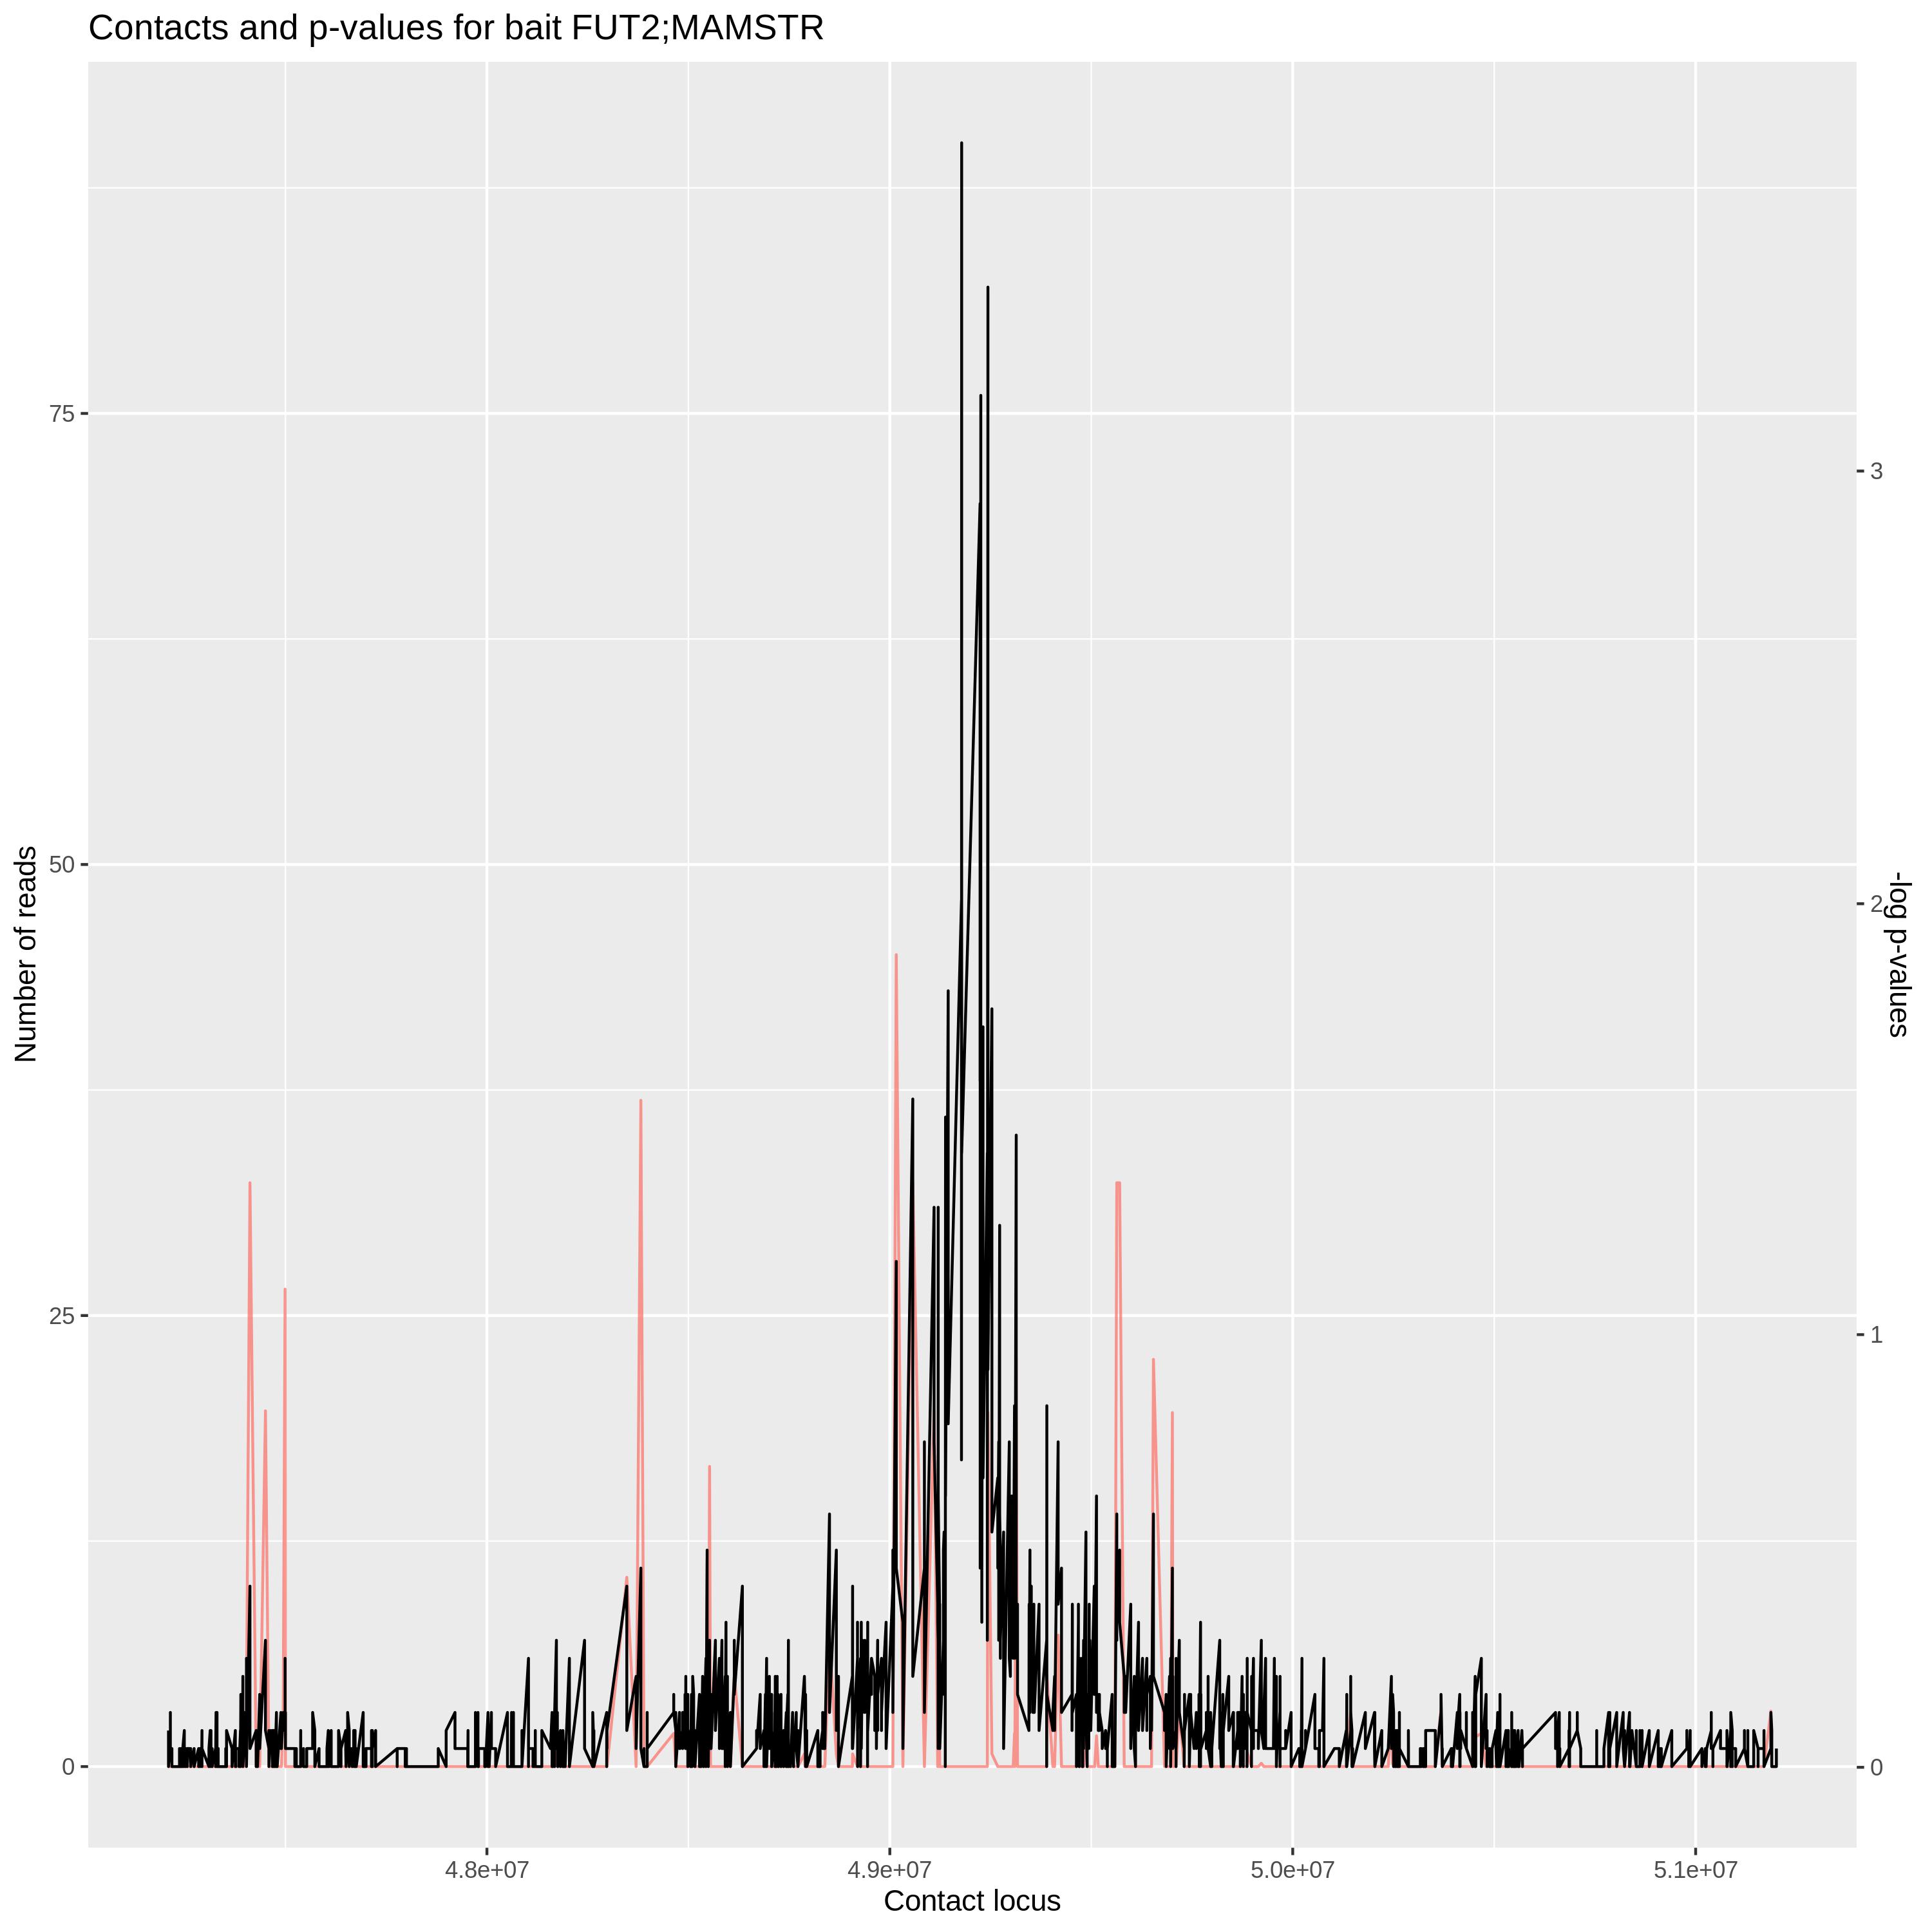 Contacts and p-values for bait FUT2;MAMSTR
75
50
25
0
Number of reads
3
2
1
0
-log p-values
4.8e+07 4.9e+07 5.0e+07 5.1e+07
Contact locus